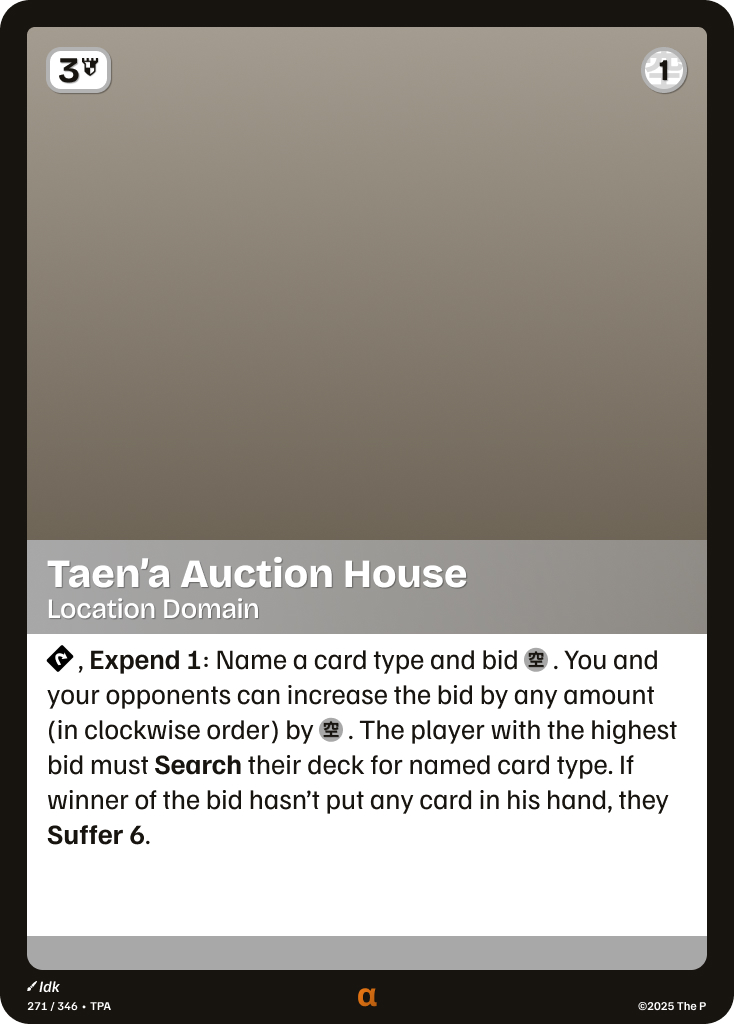 3
1
Taen'a Auction House
Location Domain
, Expend 1: Name a card type and bid 空 . You and
your opponents can increase the bid by any amount
(in clockwise order) by 空 . The player with the highest
bid must Search their deck for named card type. If
winner of the bid hasn't put any card in his hand, they
Suffer 6.
Idk
271 / 346 • TPA
α
©2025 The P